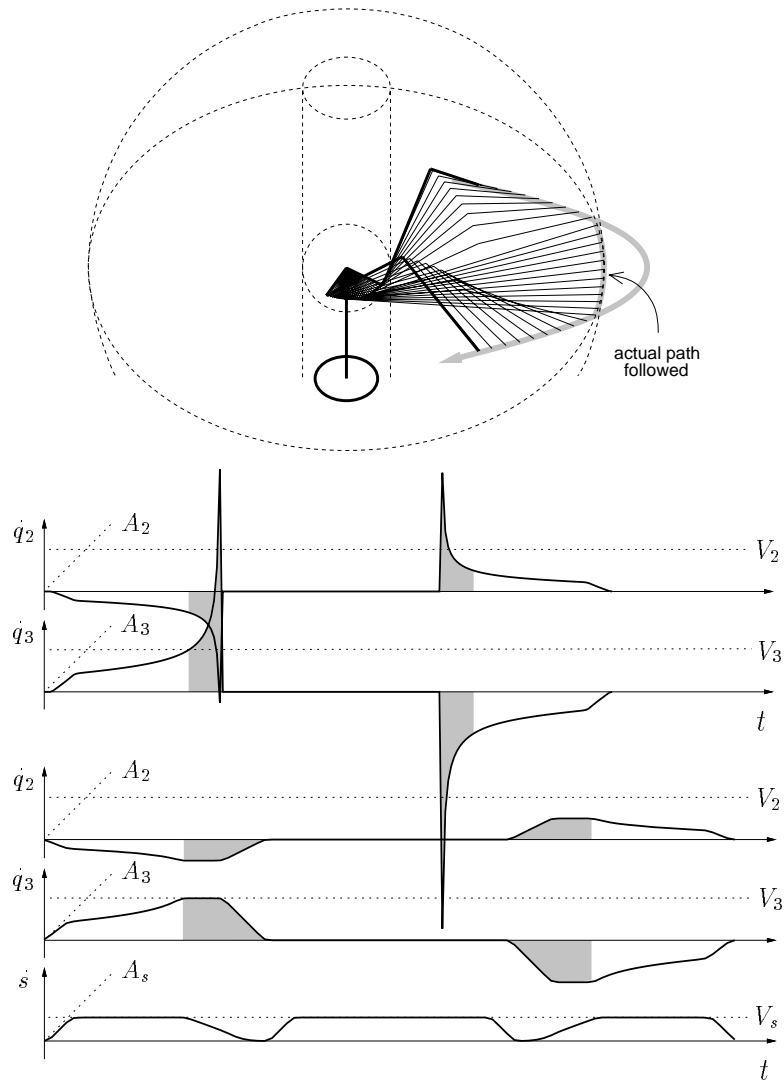 actual path
followed
q̇₂
A₂
V₂
q̇₃
A₃
V₃
t
q̇₂
A₂
V₂
q̇₃
A₃
V₃
ṡ
Aₛ
Vₛ
t